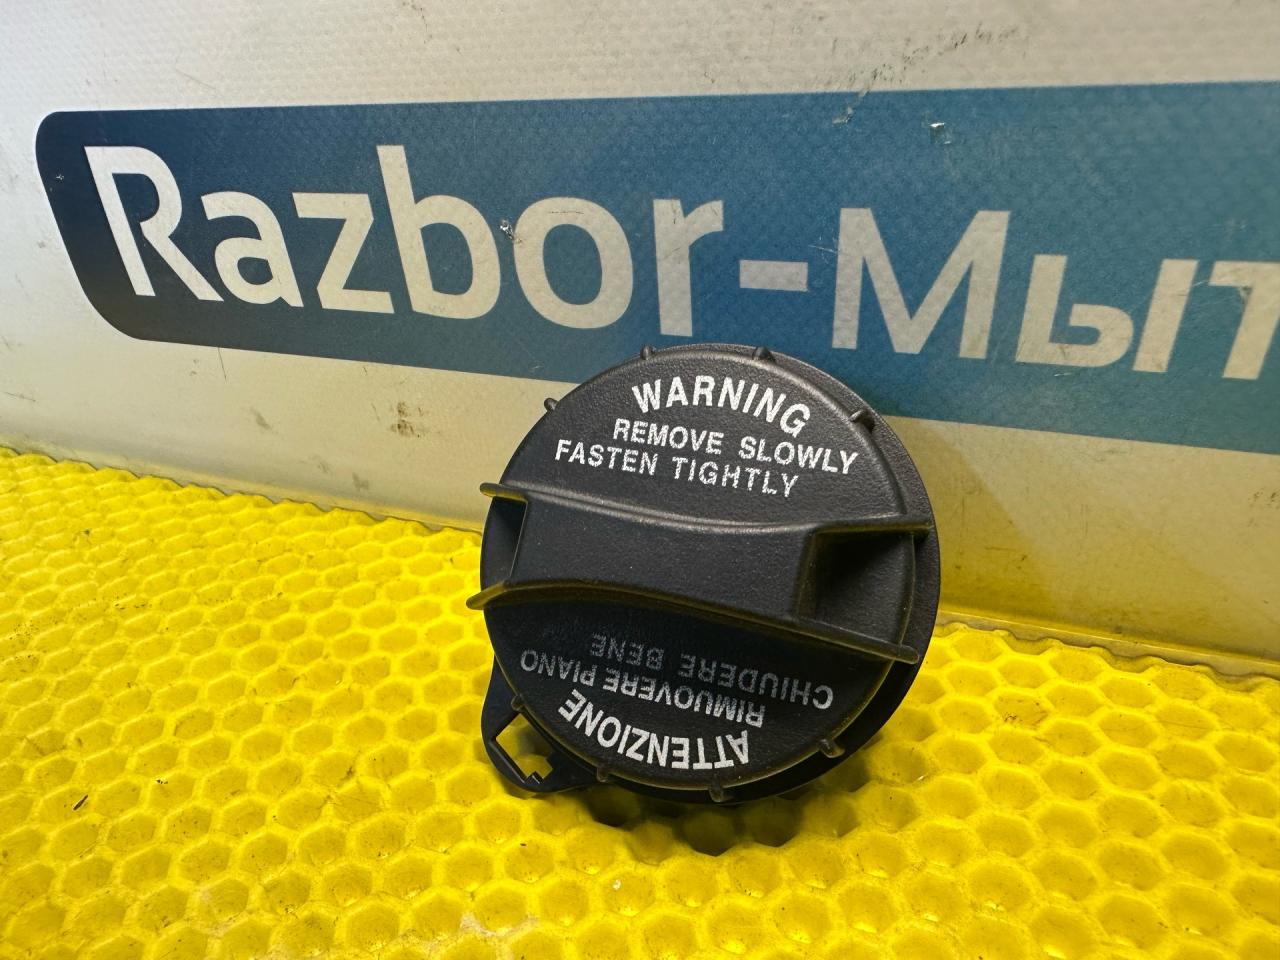 Razbor-Мыт
WARNING
REMOVE SLOWLY
FASTEN TIGHTLY
ATTENZIONE
RIMUOVERE PIANO
CHIUDERE BENE